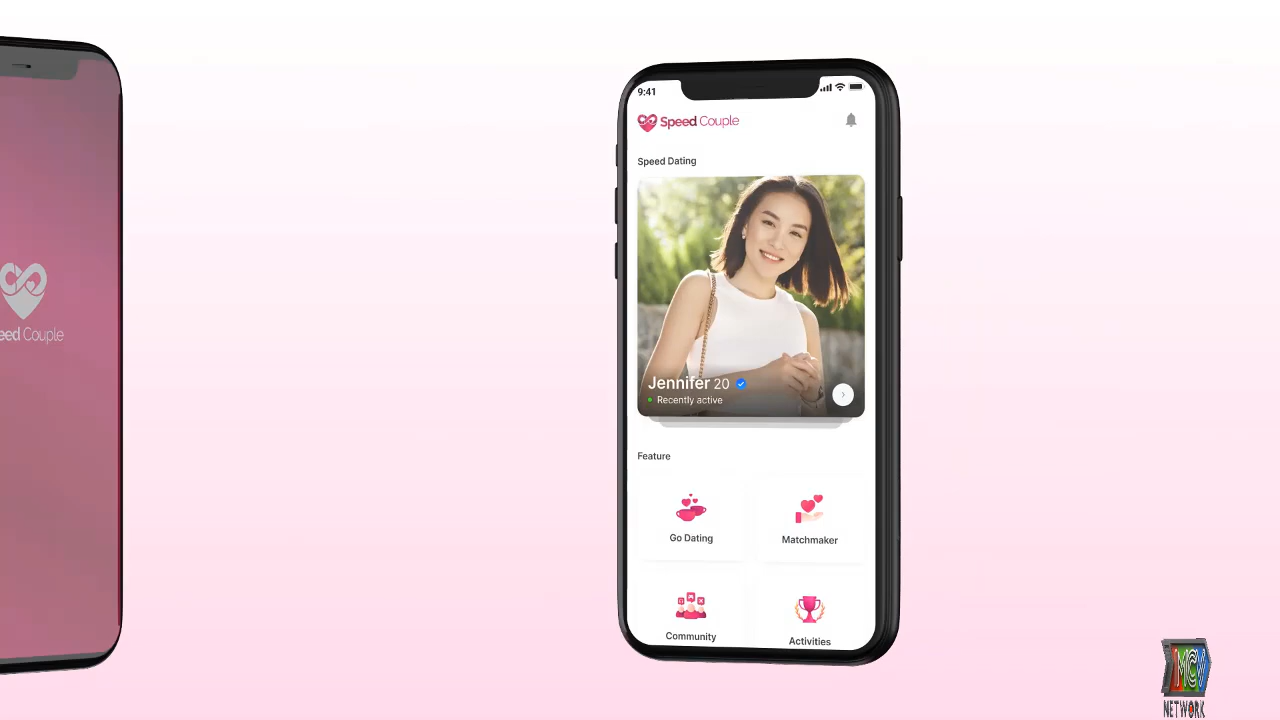 eed Couple
9:41
Speed Couple
Speed Dating
Jennifer 20
Recently active
Feature
Go Dating
Matchmaker
Community
Activities
MCV
NETWORK